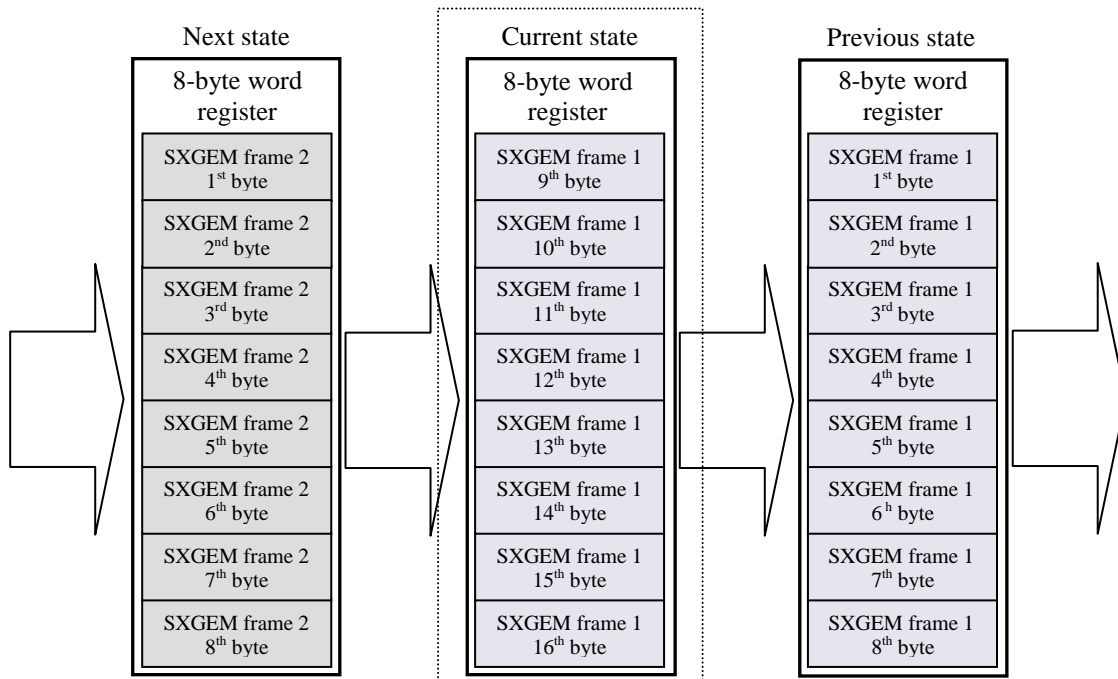 Next state
8-byte word
register
SXGEM frame 2
1st byte
SXGEM frame 2
2nd byte
SXGEM frame 2
3rd byte
SXGEM frame 2
4th byte
SXGEM frame 2
5th byte
SXGEM frame 2
6th byte
SXGEM frame 2
7th byte
SXGEM frame 2
8th byte
Current state
8-byte word
register
SXGEM frame 1
9th byte
SXGEM frame 1
10th byte
SXGEM frame 1
11th byte
SXGEM frame 1
12th byte
SXGEM frame 1
13th byte
SXGEM frame 1
14th byte
SXGEM frame 1
15th byte
SXGEM frame 1
16th byte
Previous state
8-byte word
register
SXGEM frame 1
1st byte
SXGEM frame 1
2nd byte
SXGEM frame 1
3rd byte
SXGEM frame 1
4th byte
SXGEM frame 1
5th byte
SXGEM frame 1
6h byte
SXGEM frame 1
7th byte
SXGEM frame 1
8th byte